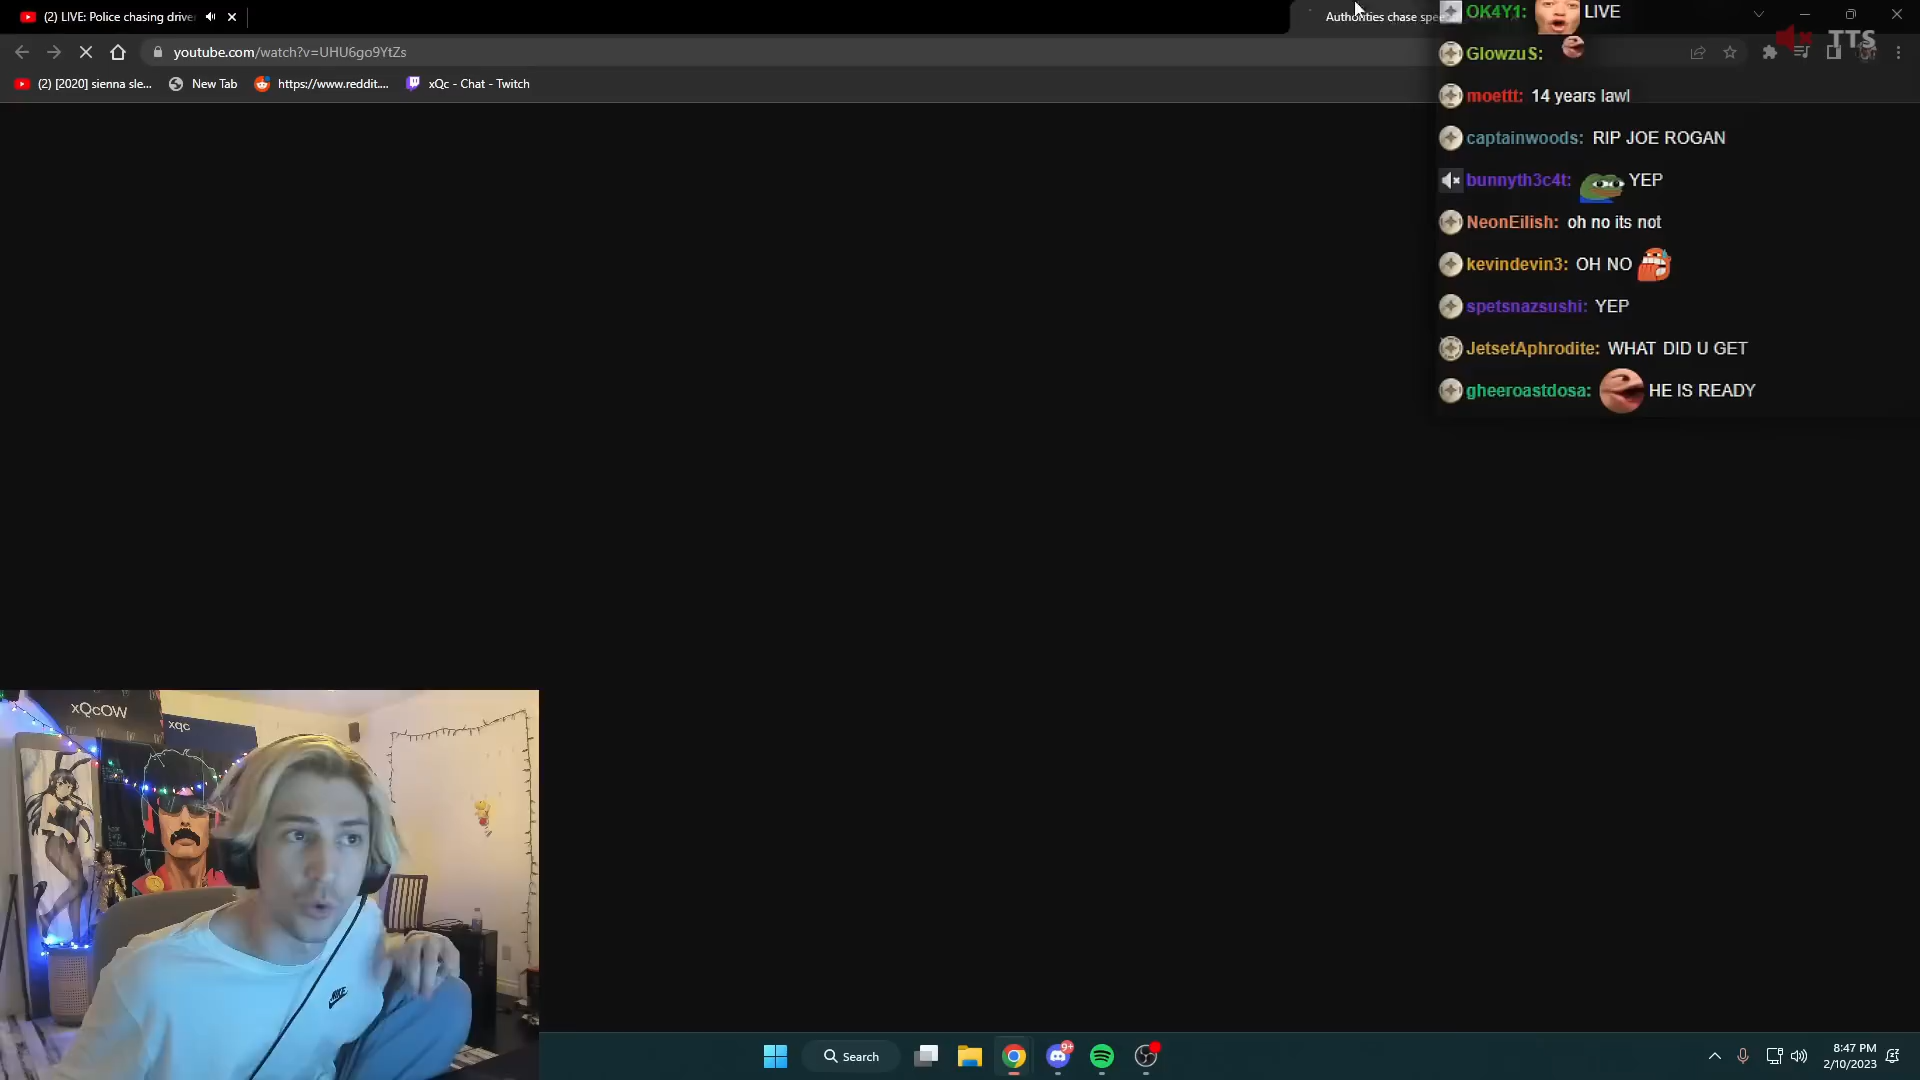 (2) LIVE: Police chasing drive
Authorities chase spe
youtube.com/watch?v=UHU6go9YtZs
(2) [2020] sienna sle...
New Tab
https://www.reddit....
xQc - Chat - Twitch
TTS
OK4Y1: LIVE
GlowzuS:
moettt: 14 years lawl
captainwoods: RIP JOE ROGAN
bunnyth3c4t: YEP
NeonEilish: oh no its not
kevindevin3: OH NO
spetsnazsushi: YEP
JetsetAphrodite: WHAT DID U GET
gheeroastdosa: HE IS READY
xQcOW
xqc
NIKE
Search
9+
8:47 PM
2/10/2023